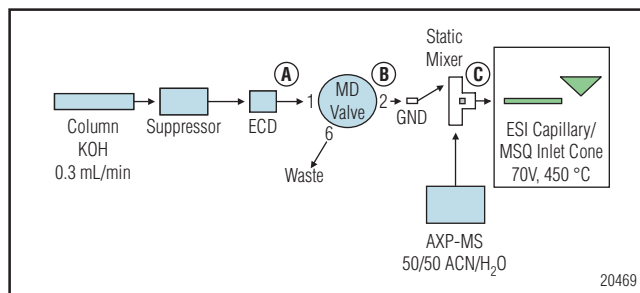 Static
Mixer
A
B
C
1
MD
Valve
2
6
GND
Column
KOH
0.3 mL/min
Suppressor
ECD
Waste
ESI Capillary/
MSQ Inlet Cone
70V, 450 °C
AXP-MS
50/50 ACN/H₂O
20469